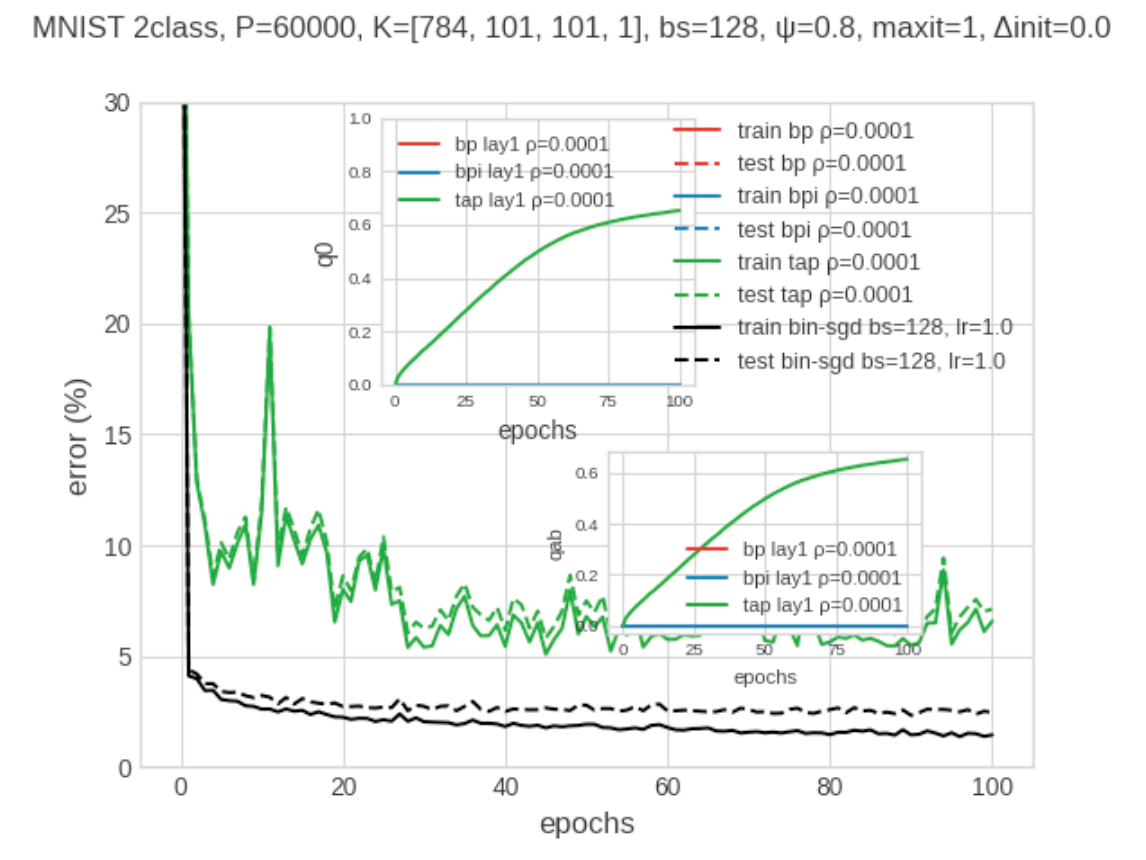 MNIST 2class, P=60000, K=[784, 101, 101, 1], bs=128, ψ=0.8, maxit=1, Δinit=0.0
error (%)
30
25
20
15
10
5
0
0 20 40 60 80 100
epochs
q0
1.0
0.8
0.6
0.4
0.2
0.0
bp lay1 ρ=0.0001
bpi lay1 ρ=0.0001
tap lay1 ρ=0.0001
0 25 50 75 100
epochs
train bp ρ=0.0001
test bp ρ=0.0001
train bpi ρ=0.0001
test bpi ρ=0.0001
train tap ρ=0.0001
test tap ρ=0.0001
train bin-sgd bs=128, lr=1.0
test bin-sgd bs=128, lr=1.0
qab
0.6
0.4
0.2
0.0
bp lay1 ρ=0.0001
bpi lay1 ρ=0.0001
tap lay1 ρ=0.0001
0 25 50 75 100
epochs